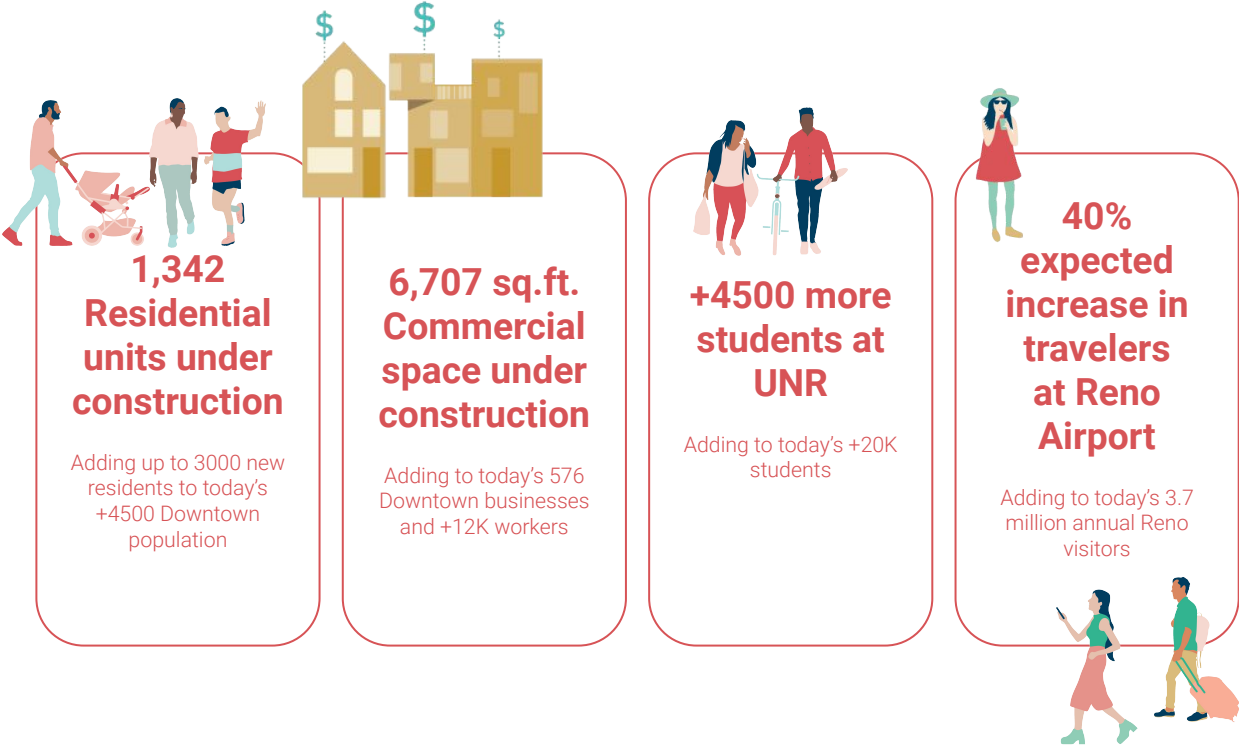 $
$
$
1,342
Residential
units under
construction
Adding up to 3000 new
residents to today's
+4500 Downtown
population
6,707 sq.ft.
Commercial
space under
construction
Adding to today's 576
Downtown businesses
and +12K workers
+4500 more
students at
UNR
Adding to today's +20K
students
40%
expected
increase in
travelers
at Reno
Airport
Adding to today's 3.7
million annual Reno
visitors